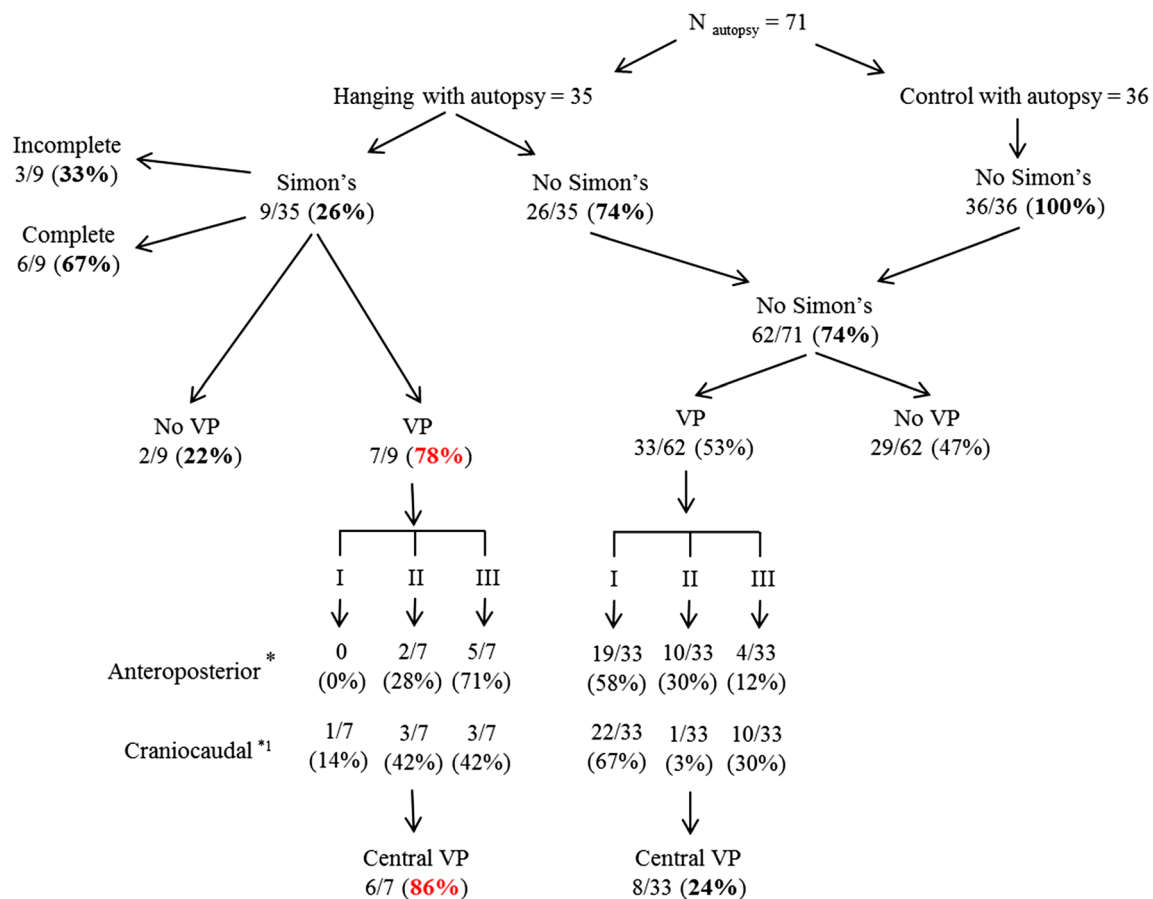 N autopsy = 71
Hanging with autopsy = 35
Control with autopsy = 36
Incomplete
3/9 (33%)
Simon's
9/35 (26%)
No Simon's
26/35 (74%)
No Simon's
36/36 (100%)
Complete
6/9 (67%)
No Simon's
62/71 (74%)
No VP
2/9 (22%)
VP
7/9 (78%)
VP
33/62 (53%)
No VP
29/62 (47%)
I II III I II III
Anteroposterior *
0 2/7 5/7 19/33 10/33 4/33
(0%) (28%) (71%) (58%) (30%) (12%)
Craniocaudal *1
1/7 3/7 3/7 22/33 1/33 10/33
(14%) (42%) (42%) (67%) (3%) (30%)
Central VP
6/7 (86%)
Central VP
8/33 (24%)